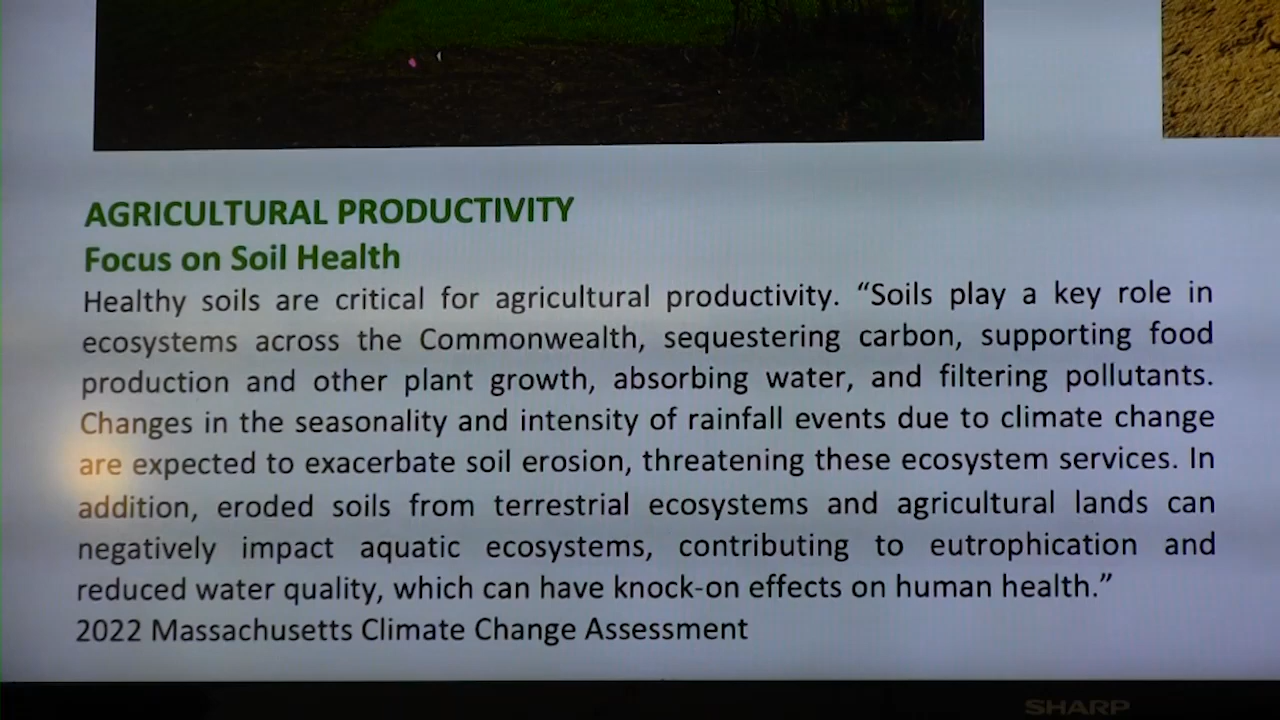 AGRICULTURAL PRODUCTIVITY
Focus on Soil Health
Healthy soils are critical for agricultural productivity. “Soils play a key role in
ecosystems across the Commonwealth, sequestering carbon, supporting food
production and other plant growth, absorbing water, and filtering pollutants.
Changes in the seasonality and intensity of rainfall events due to climate change
are expected to exacerbate soil erosion, threatening these ecosystem services. In
addition, eroded soils from terrestrial ecosystems and agricultural lands can
negatively impact aquatic ecosystems, contributing to eutrophication and
reduced water quality, which can have knock-on effects on human health.”
2022 Massachusetts Climate Change Assessment
SHARP